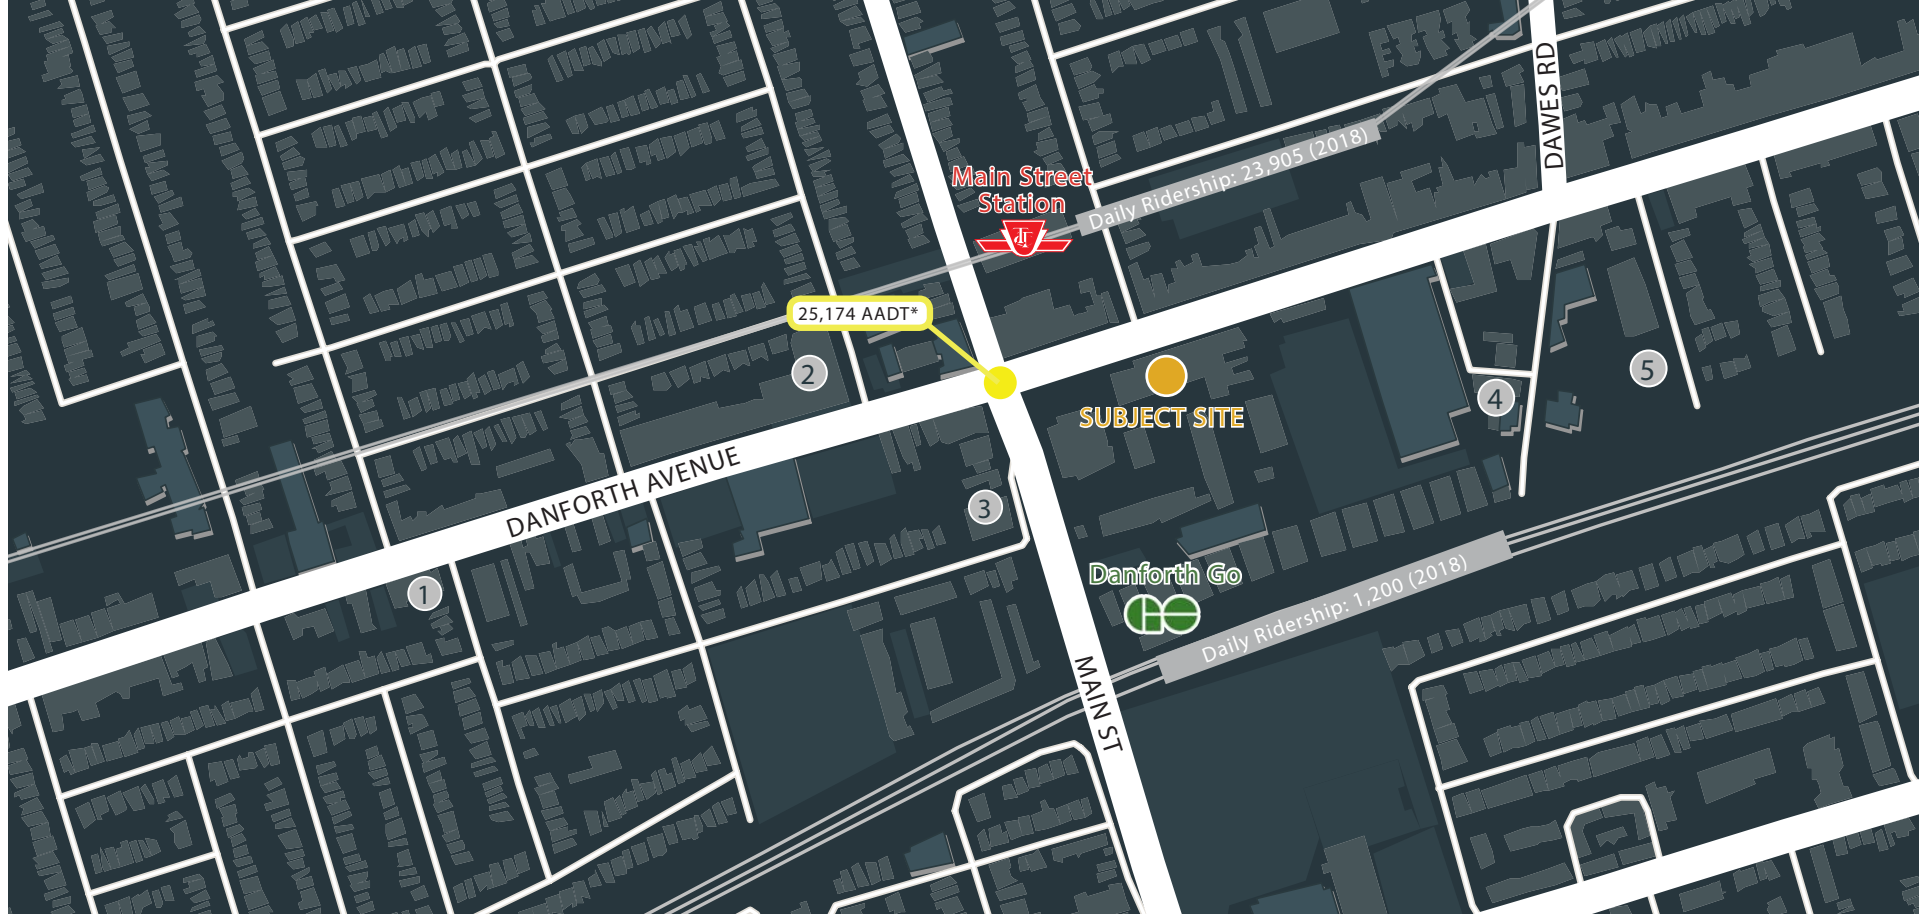 DAWES RD
Main Street
Station
Daily Ridership: 23,905 (2018)
25,174 AADT*
2
SUBJECT SITE
5
4
DANFORTH AVENUE
3
1
Danforth Go
GO
Daily Ridership: 1,200 (2018)
MAIN ST